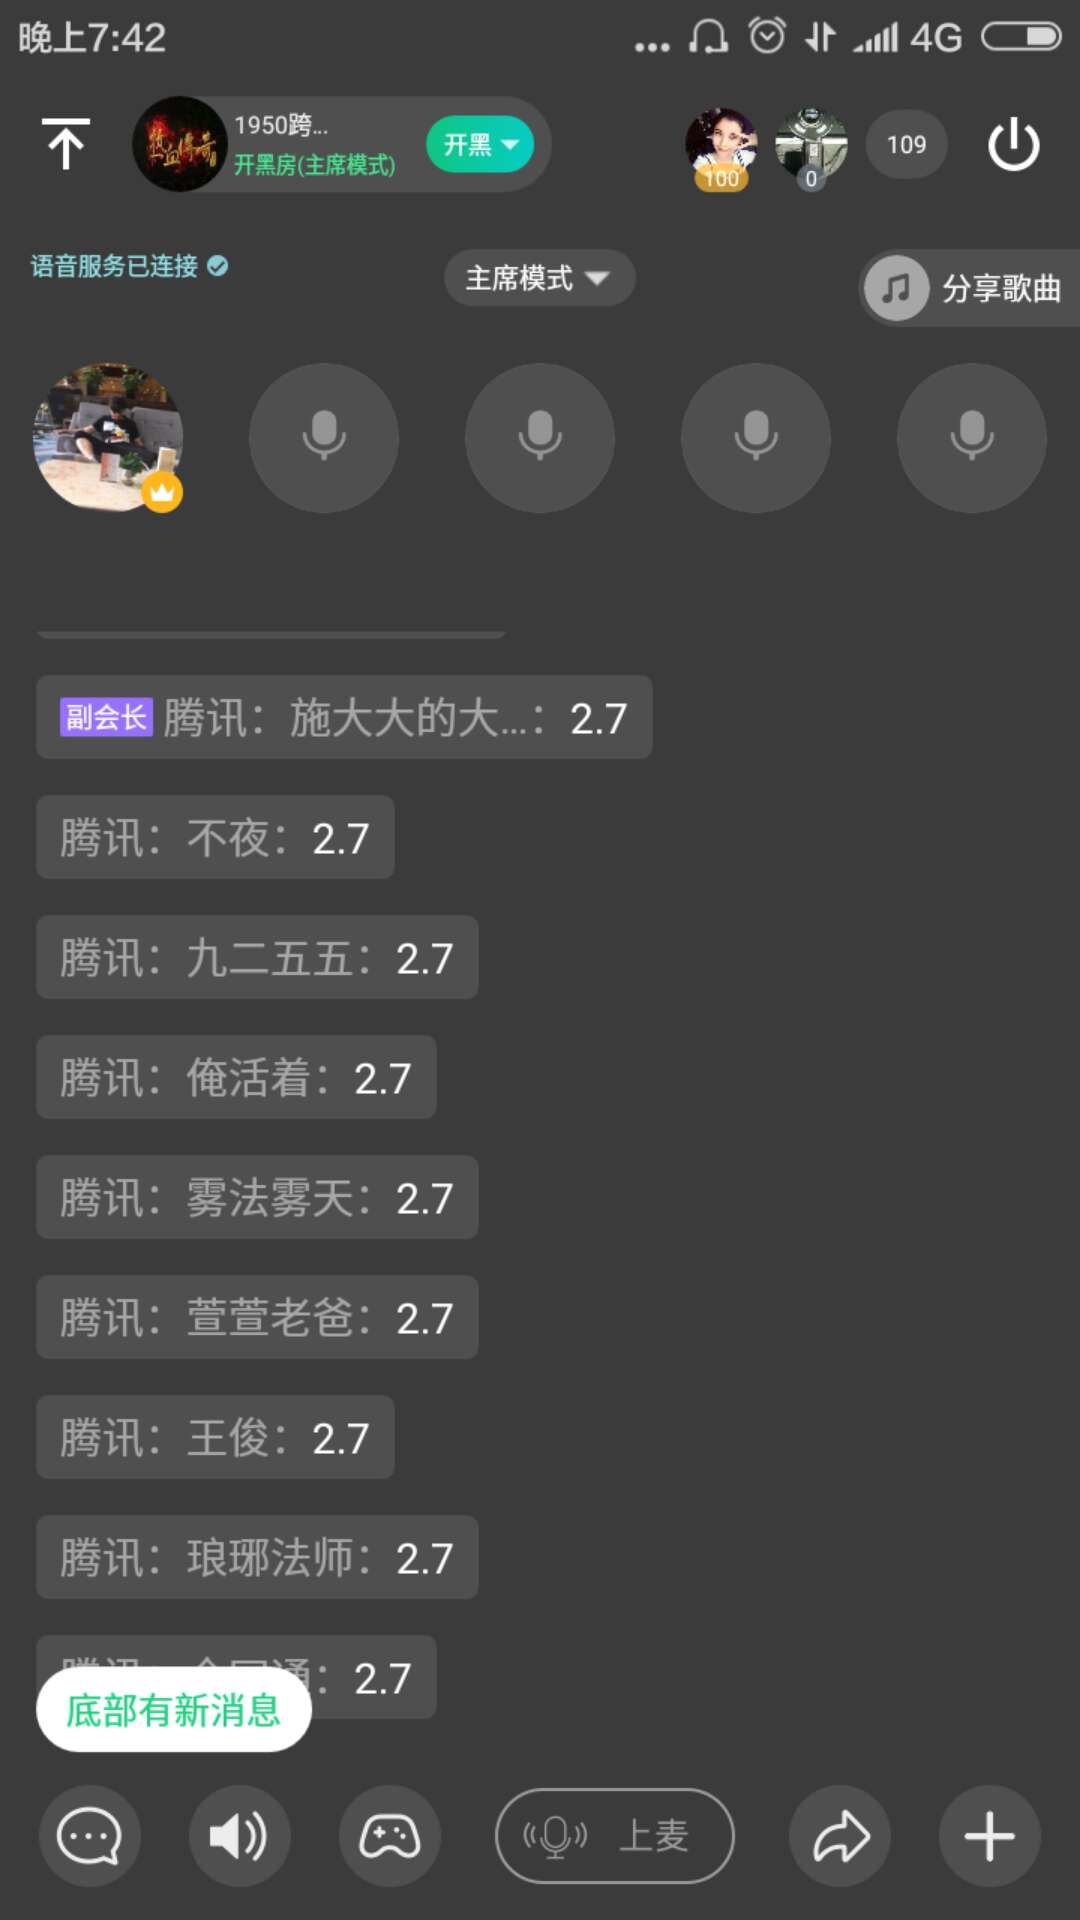 晚上7:42
... 4G
1950跨...
开黑房(主席模式)
开黑
100
0
109
语音服务已连接
主席模式
分享歌曲
副会长 腾讯：施大大的大...：2.7
腾讯：不夜：2.7
腾讯：九二五五：2.7
腾讯：俺活着：2.7
腾讯：雾法雾天：2.7
腾讯：萱萱老爸：2.7
腾讯：王俊：2.7
腾讯：琅琊法师：2.7
通：2.7
底部有新消息
上麦